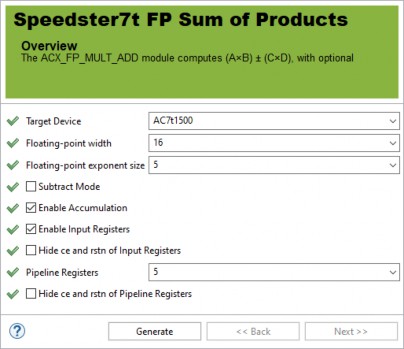 Speedster7t FP Sum of Products
Overview
The ACX_FP_MULT_ADD module computes (A×B) ± (C×D), with optional
Target Device AC7t1500
Floating-point width 16
Floating-point exponent size 5
Subtract Mode
Enable Accumulation
Enable Input Registers
Hide ce and rstn of Input Registers
Pipeline Registers 5
Hide ce and rstn of Pipeline Registers
? Generate << Back Next >>